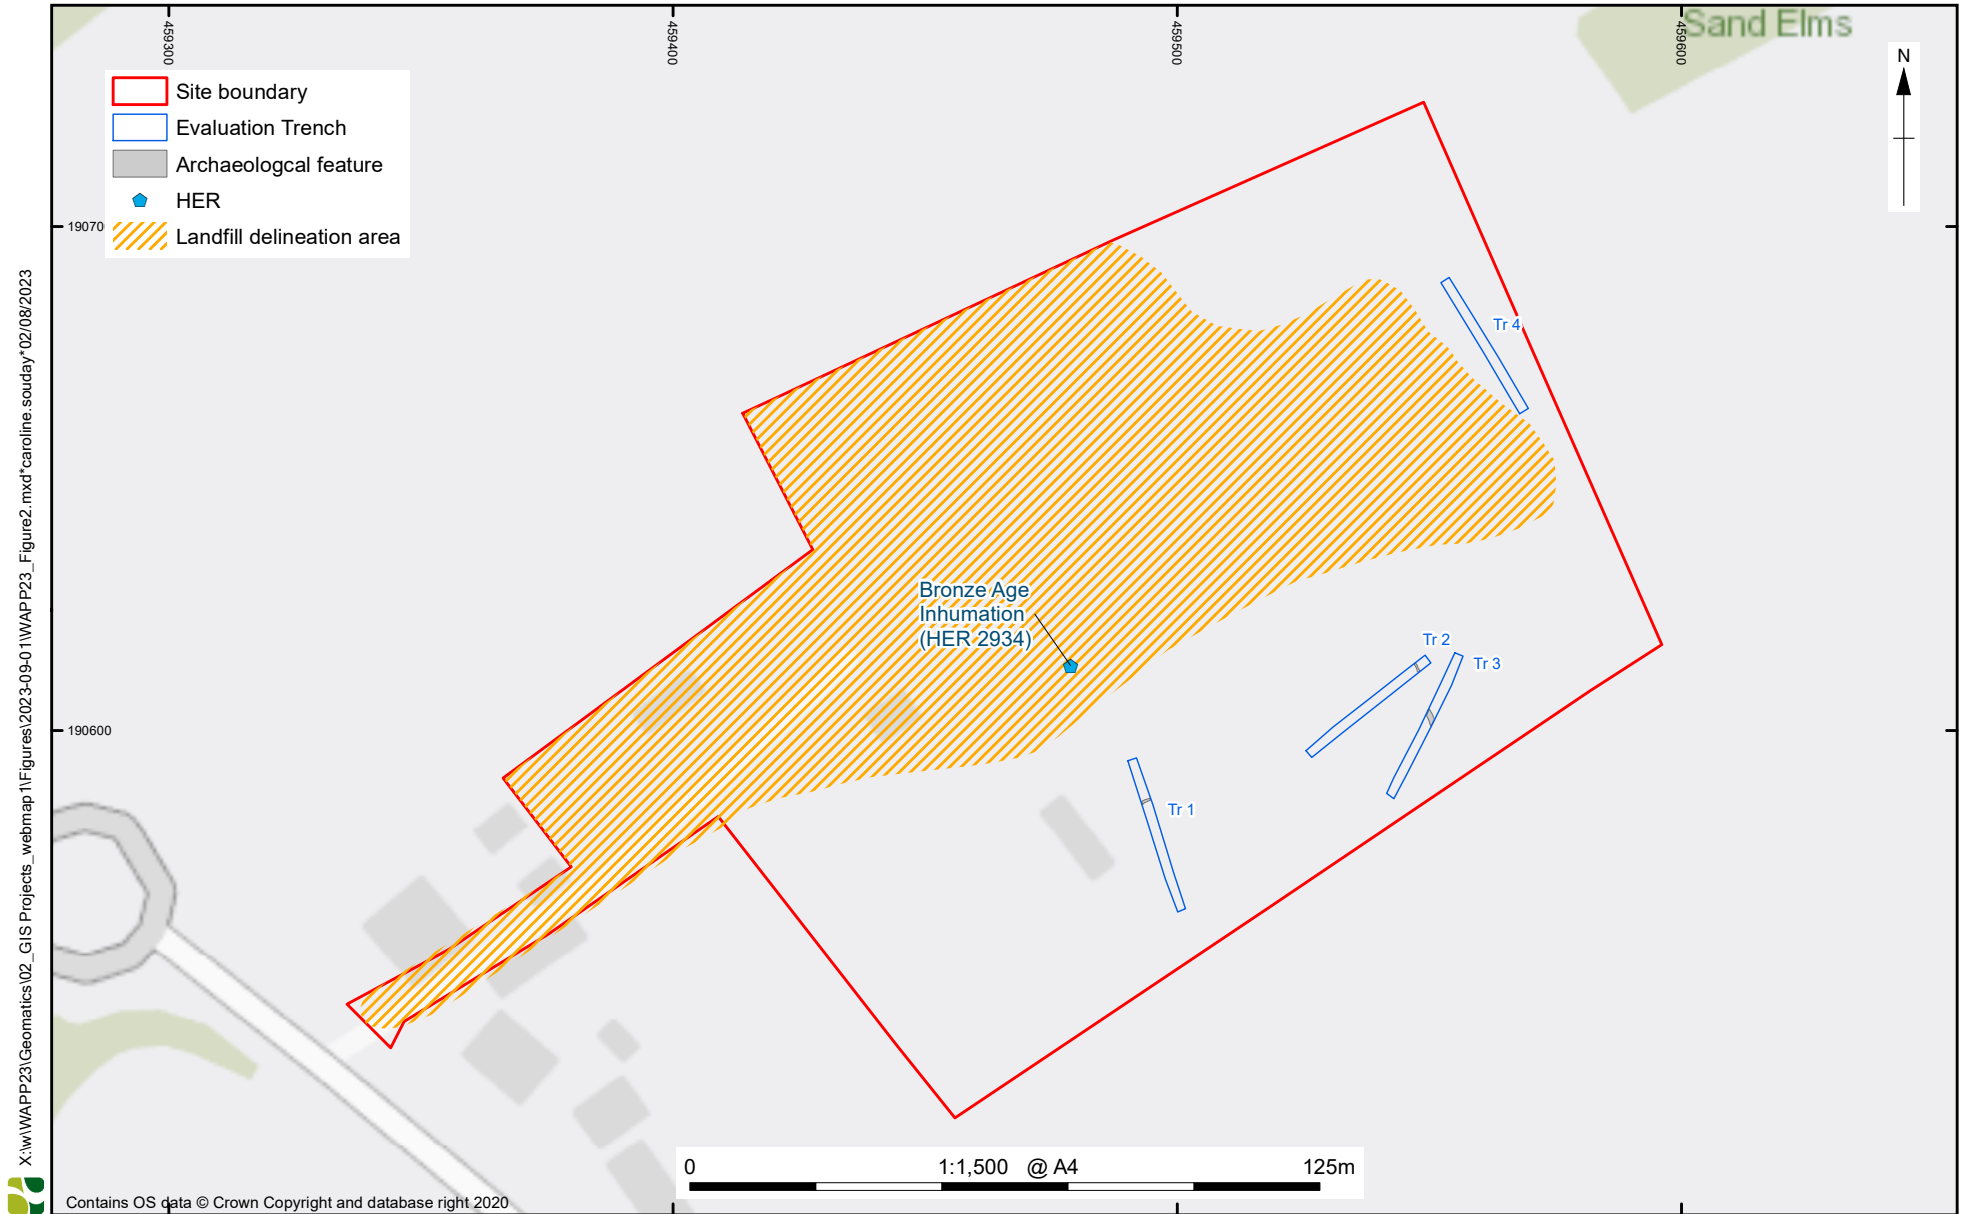 459300
459400
459500
459600
Sand Elms
N
Site boundary
Evaluation Trench
Archaeologcal feature
HER
Landfill delineation area
190700
Tr 4
Bronze Age
Inhumation
(HER 2934)
Tr 2
Tr 3
190600
Tr 1
0 1:1,500 @ A4 125m
Contains OS data © Crown Copyright and database right 2020
X:\w\WAPP23\Geomatics\02_GIS Projects_webmap1\Figures\2023-09-01\WAPP23_Figure2.mxd*caroline.souday*02/08/2023